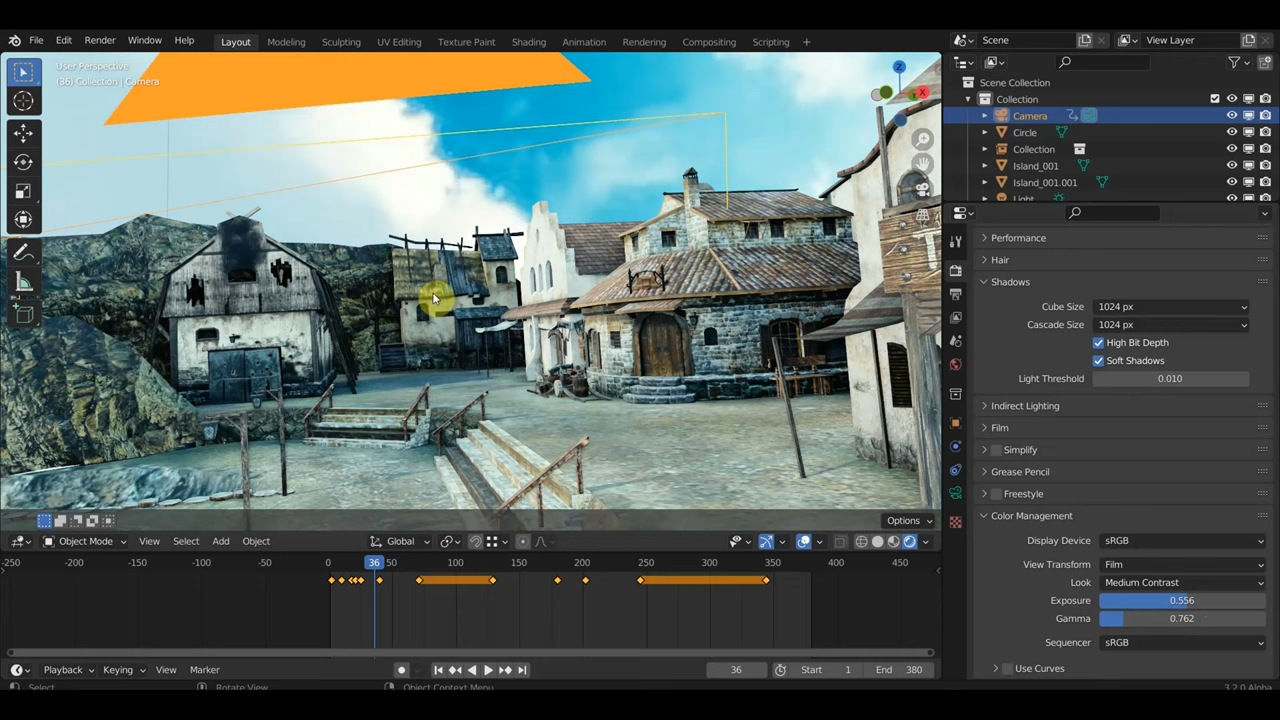 File Edit Render Window Help
Layout Modeling Sculpting UV Editing Texture Paint Shading Animation Rendering Compositing Scripting +
Scene View Layer
User Perspective
(36) Collection | Camera
Z
X
Scene Collection
Collection
Camera
Circle
Collection
Island_001
Island_001.001
Light
Performance
Hair
Shadows
Cube Size 1024 px
Cascade Size 1024 px
High Bit Depth
Soft Shadows
Light Threshold 0.010
Indirect Lighting
Film
Simplify
Grease Pencil
Freestyle
Color Management
Display Device sRGB
View Transform Film
Look Medium Contrast
Exposure 0.556
Gamma 0.762
Sequencer sRGB
Use Curves
Options
Object Mode View Select Add Object Global
-250 -200 -150 -100 -50 0 36 50 100 150 200 250 300 350 400 450
Playback Keying View Marker 36 Start 1 End 380
Select Rotate View Object Context Menu 3.2.0 Alpha